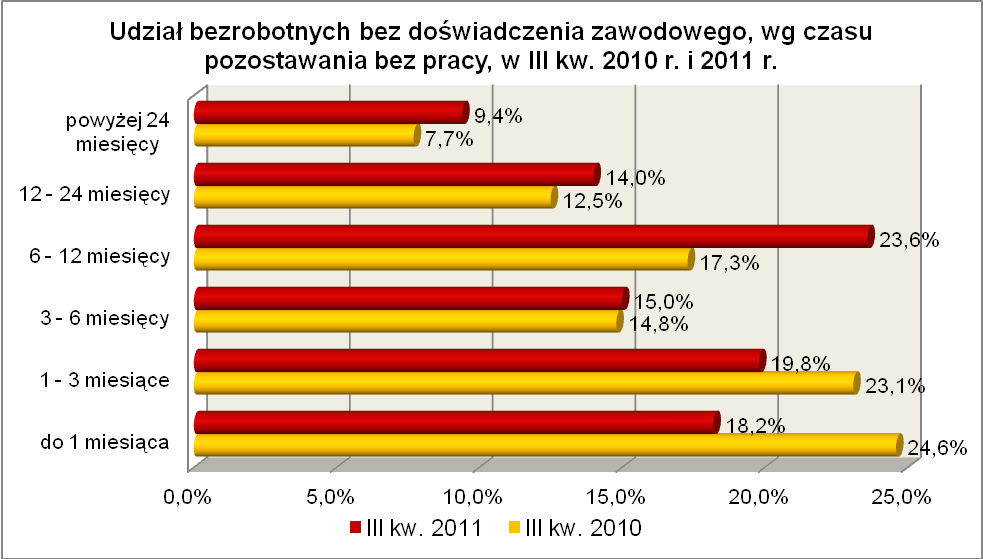 Udział bezrobotnych bez doświadczenia zawodowego, wg czasu
pozostawania bez pracy, w III kw. 2010 r. i 2011 r.
powyżej 24
miesięcy
9,4%
7,7%
12 - 24 miesięcy
14,0%
12,5%
6 - 12 miesięcy
23,6%
17,3%
3 - 6 miesięcy
15,0%
14,8%
1 - 3 miesiące
19,8%
23,1%
do 1 miesiąca
18,2%
24,6%
0,0% 5,0% 10,0% 15,0% 20,0% 25,0%
III kw. 2011 III kw. 2010